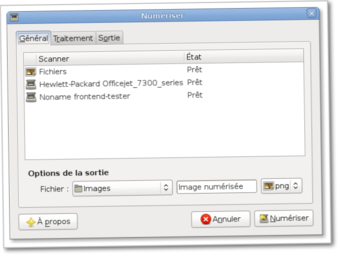 Numériser
Général Traitement Sortie
Scanner État
Fichiers Prêt
Hewlett-Packard Officejet_7300_series Prêt
Noname frontend-tester Prêt
Options de la sortie
Fichier : Images Image numérisée png
À propos Annuler Numériser